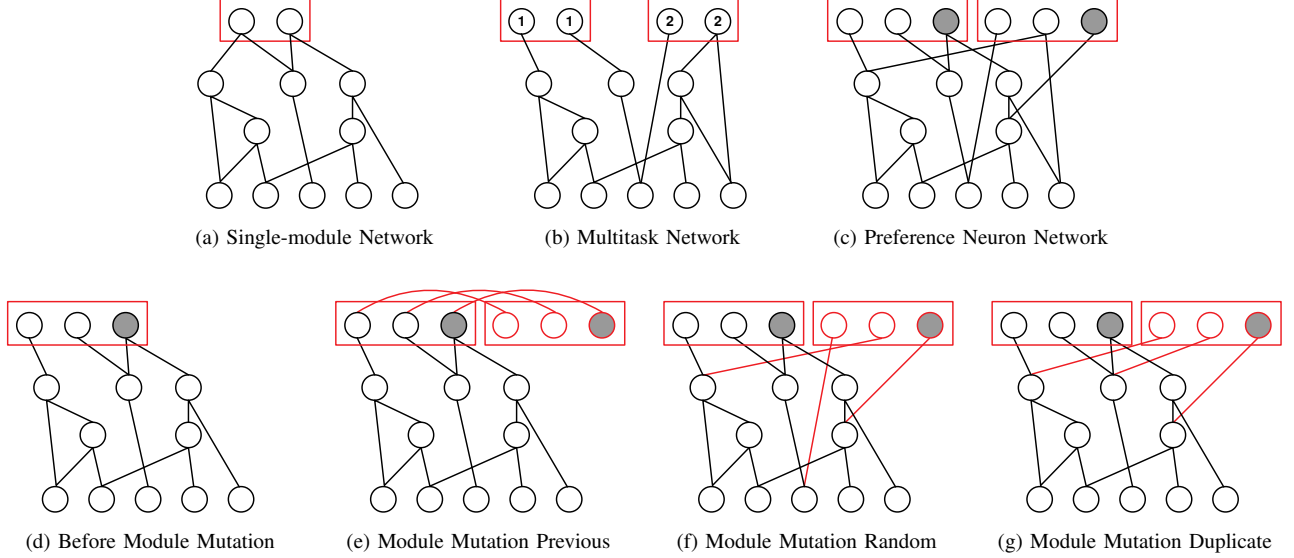 1 1 2 2
(a) Single-module Network (b) Multitask Network (c) Preference Neuron Network
(d) Before Module Mutation (e) Module Mutation Previous (f) Module Mutation Random (g) Module Mutation Duplicate